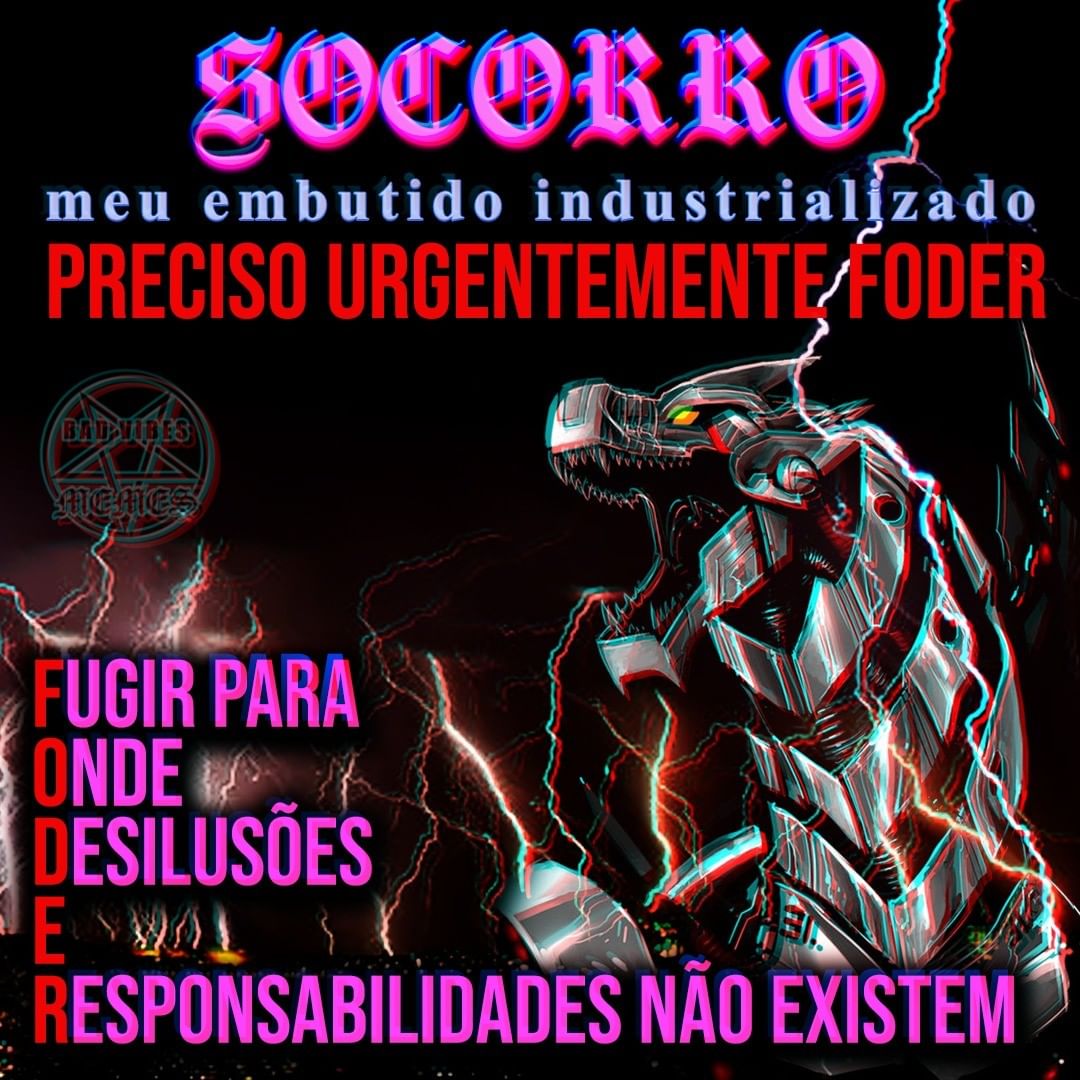 SOCORRO
meu embutido industrializado
PRECISO URGENTEMENTE FODER
BAD VIBES
MEMES
FUGIR PARA
ONDE
DESILUSÕES
E
RESPONSABILIDADES NÃO EXISTEM